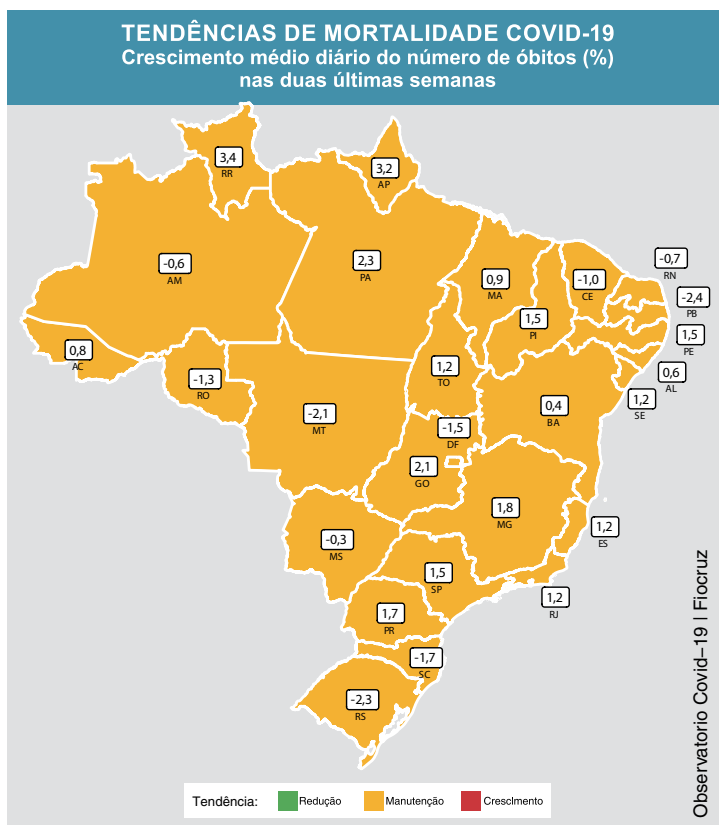 TENDÊNCIAS DE MORTALIDADE COVID-19
Crescimento médio diário do número de óbitos (%)
nas duas últimas semanas
3,4
RR
3,2
AP
-0,6
AM
2,3
PA
0,9
MA
-1,0
CE
-0,7
RN
-2,4
PB
1,5
PI
1,5
PE
0,8
AC
-1,3
RO
1,2
TO
0,6
AL
1,2
SE
-2,1
MT
0,4
BA
-1,5
DF
2,1
GO
1,8
MG
1,2
ES
-0,3
MS
1,5
SP
1,2
RJ
1,7
PR
-1,7
SC
-2,3
RS
Observatorio Covid–19 | Fiocruz
Tendência: Redução Manutenção CrescImento